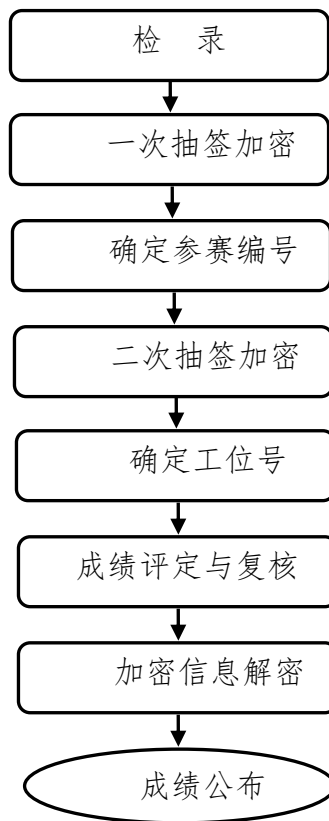 检 录
一次抽签加密
确定参赛编号
二次抽签加密
确定工位号
成绩评定与复核
加密信息解密
成绩公布